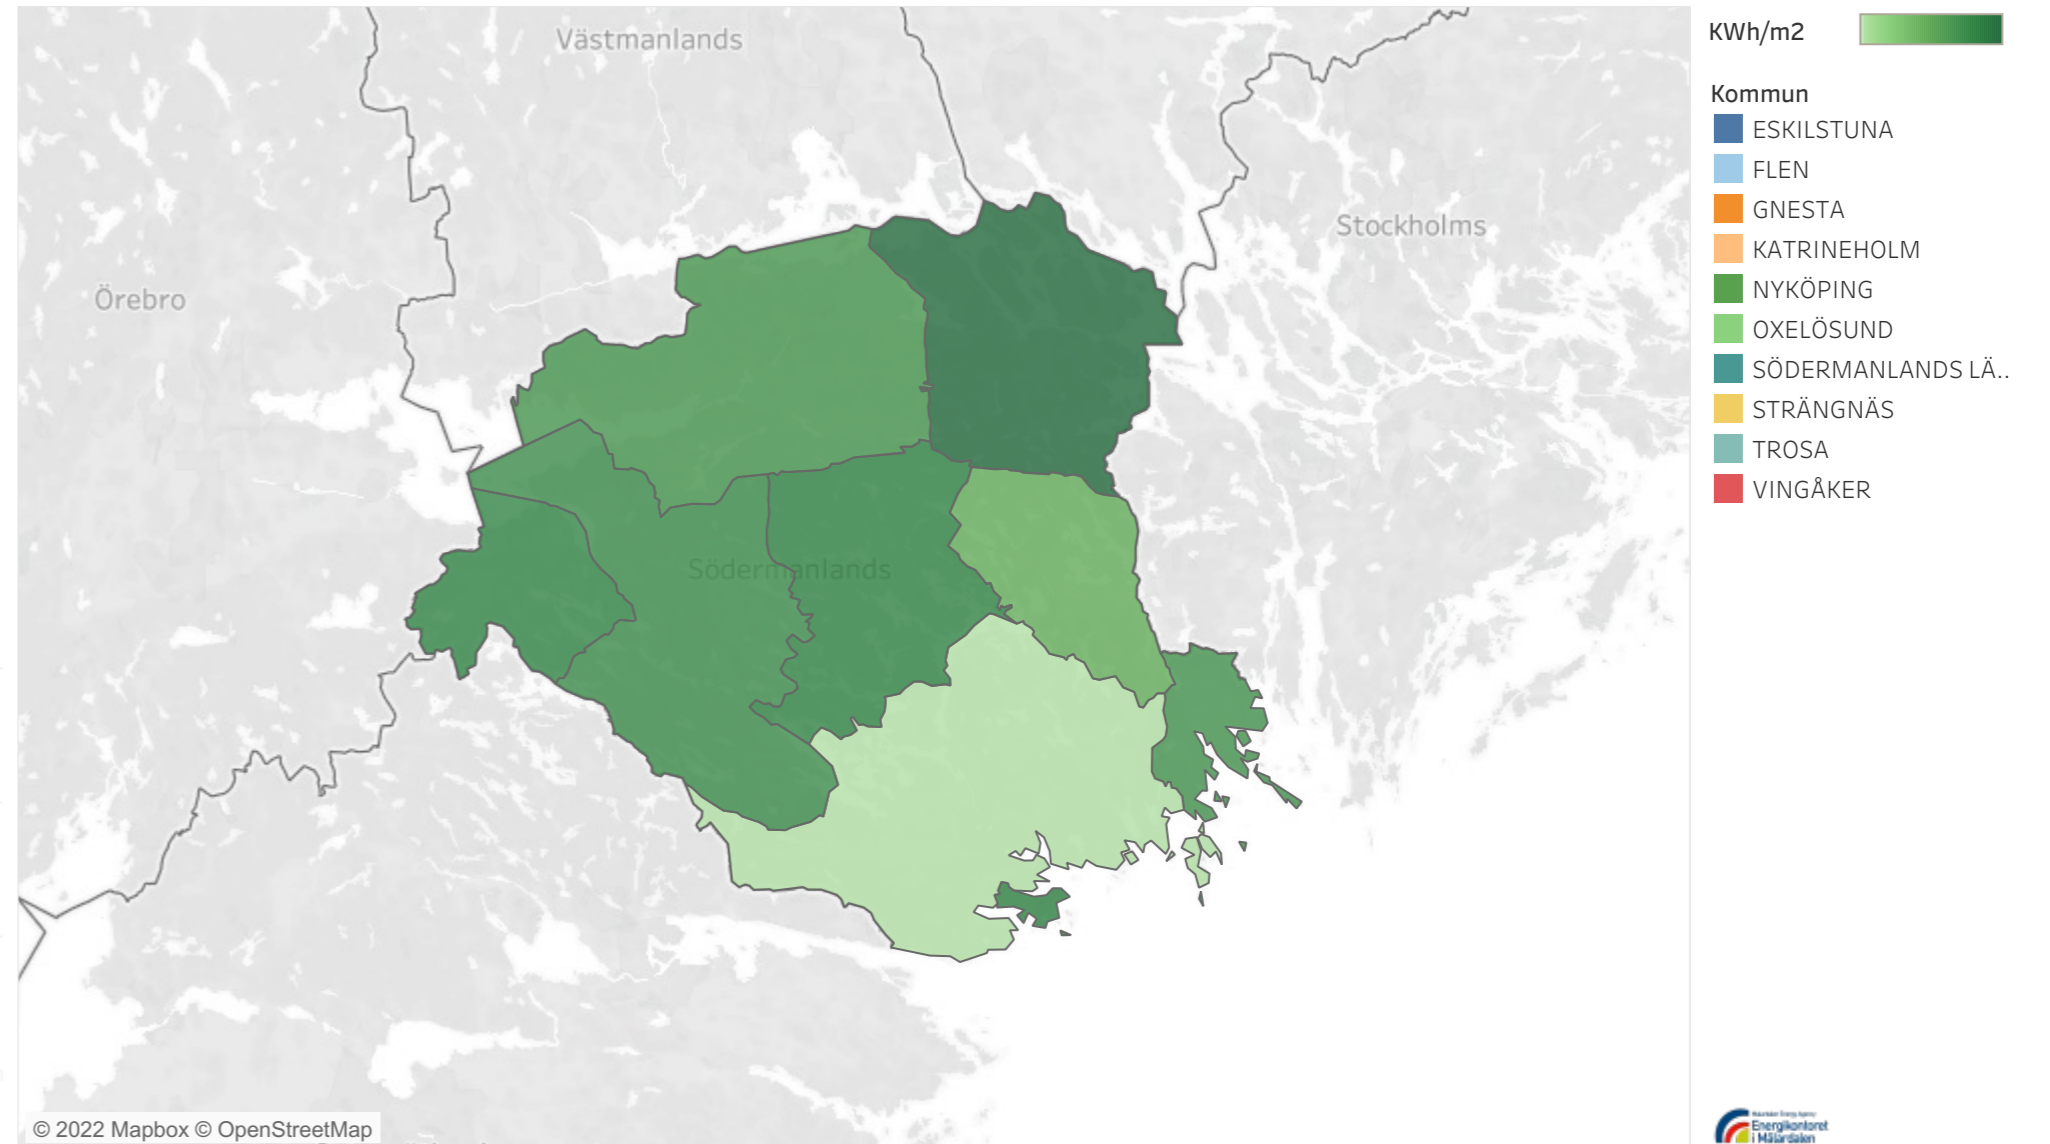 Västmanlands
Stockholms
Örebro
Södermanlands
© 2022 Mapbox © OpenStreetMap
KWh/m2
Kommun
ESKILSTUNA
FLEN
GNESTA
KATRINEHOLM
NYKÖPING
OXELÖSUND
SÖDERMANLANDS LÄ..
STRÄNGNÄS
TROSA
VINGÅKER
Energikontoret
i Mälardalen